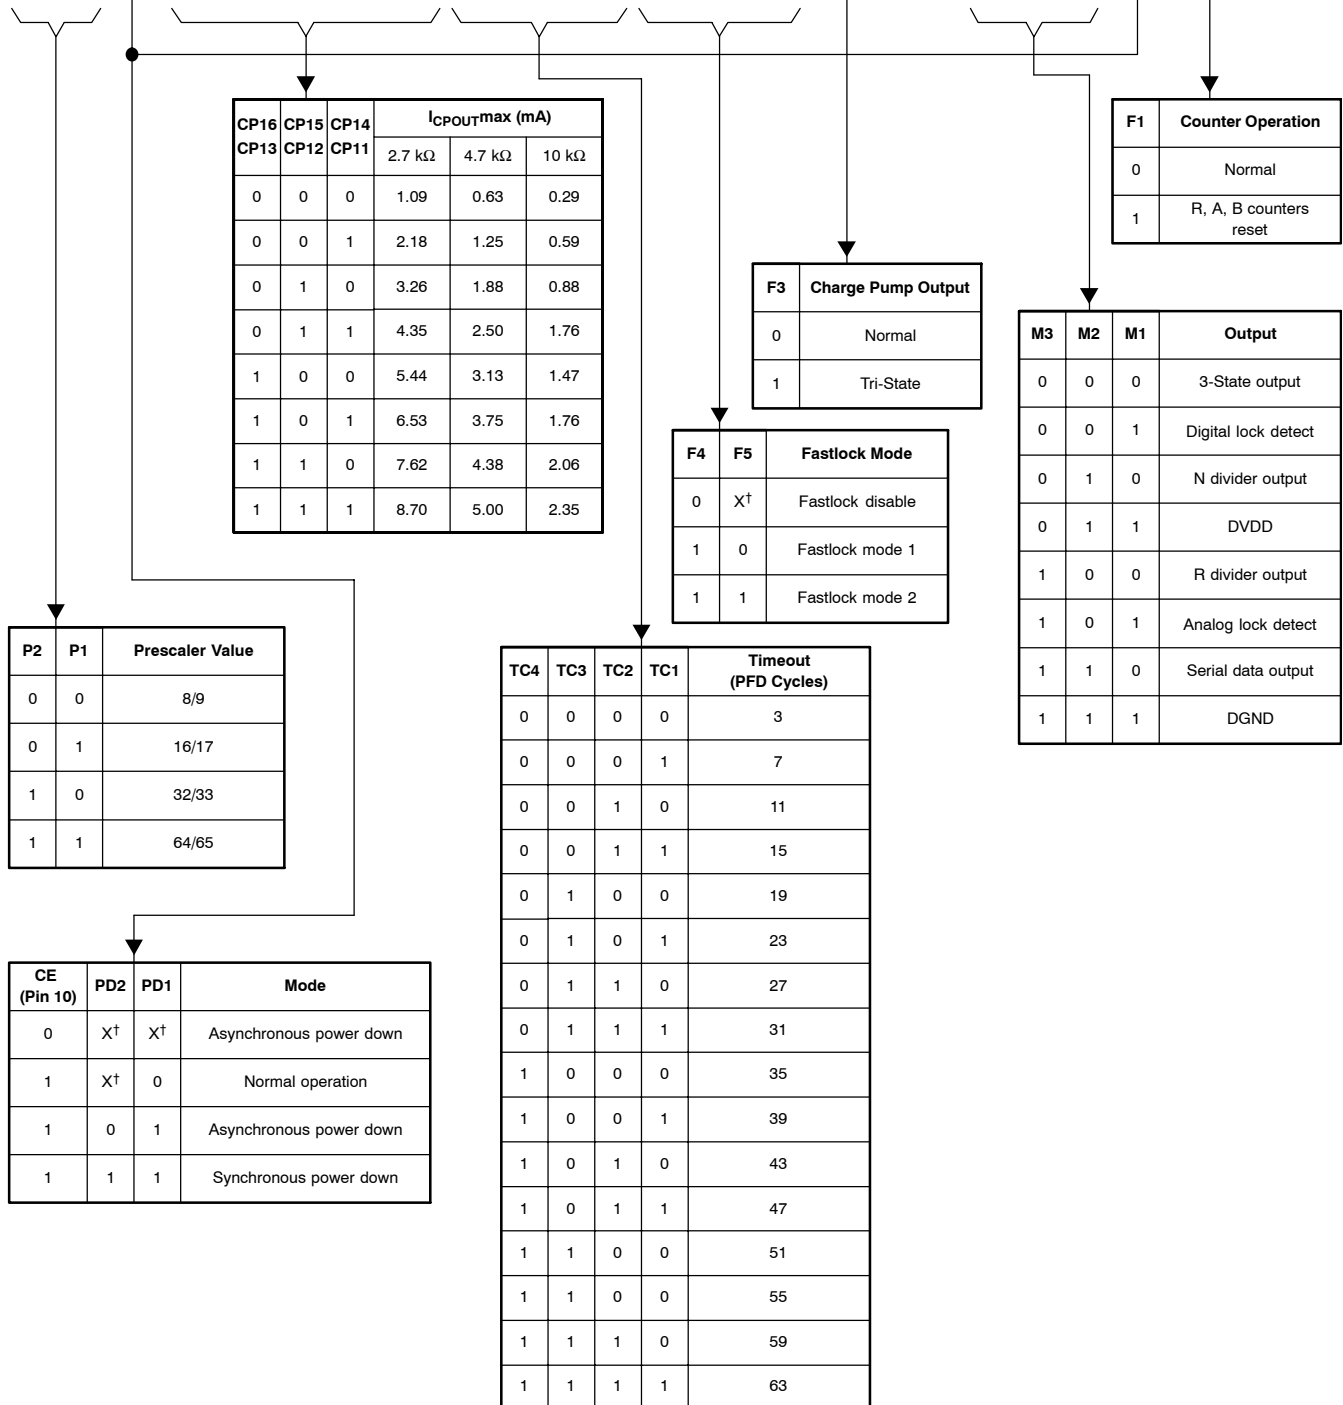 CP16 CP15 CP14 ICPOUTmax (mA)
CP13 CP12 CP11 2.7 kΩ 4.7 kΩ 10 kΩ
0 0 0 1.09 0.63 0.29
0 0 1 2.18 1.25 0.59
0 1 0 3.26 1.88 0.88
0 1 1 4.35 2.50 1.76
1 0 0 5.44 3.13 1.47
1 0 1 6.53 3.75 1.76
1 1 0 7.62 4.38 2.06
1 1 1 8.70 5.00 2.35
F1 Counter Operation
0 Normal
1 R, A, B counters
reset
F3 Charge Pump Output
0 Normal
1 Tri-State
M3 M2 M1 Output
0 0 0 3-State output
0 0 1 Digital lock detect
0 1 0 N divider output
0 1 1 DVDD
1 0 0 R divider output
1 0 1 Analog lock detect
1 1 0 Serial data output
1 1 1 DGND
F4 F5 Fastlock Mode
0 X† Fastlock disable
1 0 Fastlock mode 1
1 1 Fastlock mode 2
P2 P1 Prescaler Value
0 0 8/9
0 1 16/17
1 0 32/33
1 1 64/65
TC4 TC3 TC2 TC1 Timeout
(PFD Cycles)
0 0 0 0 3
0 0 0 1 7
0 0 1 0 11
0 0 1 1 15
0 1 0 0 19
0 1 0 1 23
0 1 1 0 27
0 1 1 1 31
1 0 0 0 35
1 0 0 1 39
1 0 1 0 43
1 0 1 1 47
1 1 0 0 51
1 1 0 0 55
1 1 1 0 59
1 1 1 1 63
CE
(Pin 10) PD2 PD1 Mode
0 X† X† Asynchronous power down
1 X† 0 Normal operation
1 0 1 Asynchronous power down
1 1 1 Synchronous power down